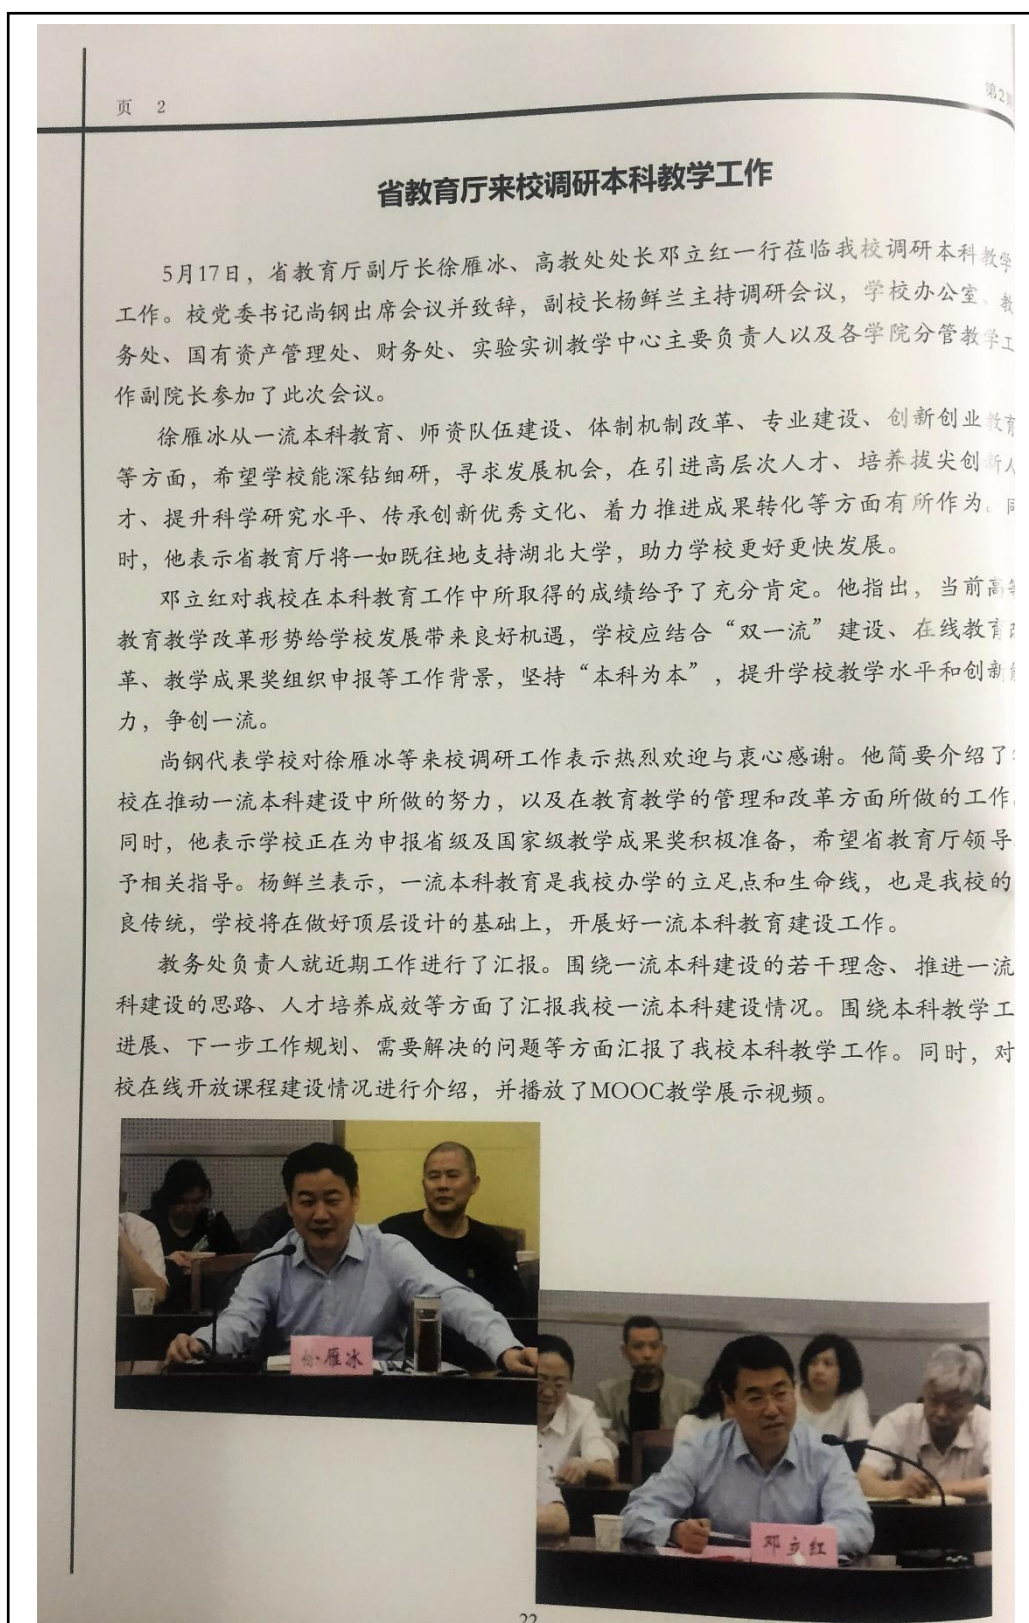 页 2
第2
省教育厅来校调研本科教学工作
5月17日，省教育厅副厅长徐雁冰、高教处处长邓立红一行莅临我校调研本科教学
工作。校党委书记尚钢出席会议并致辞，副校长杨鲜兰主持调研会议，学校办公室、教
务处、国有资产管理处、财务处、实验实训教学中心主要负责人以及各学院分管教学工
作副院长参加了此次会议。
徐雁冰从一流本科教育、师资队伍建设、体制机制改革、专业建设、创新创业教育
等方面，希望学校能深钻细研，寻求发展机会，在引进高层次人才、培养拔尖创新人
才、提升科学研究水平、传承创新优秀文化、着力推进成果转化等方面有所作为。同
时，他表示省教育厅将一如既往地支持湖北大学，助力学校更好更快发展。
邓立红对我校在本科教育工作中所取得的成绩给予了充分肯定。他指出，当前高等
教育教学改革形势给学校发展带来良好机遇，学校应结合“双一流”建设、在线教育改
革、教学成果奖组织申报等工作背景，坚持“本科为本”，提升学校教学水平和创新能
力，争创一流。
尚钢代表学校对徐雁冰等来校调研工作表示热烈欢迎与衷心感谢。他简要介绍了学
校在推动一流本科建设中所做的努力，以及在教育教学的管理和改革方面所做的工作。
同时，他表示学校正在为申报省级及国家级教学成果奖积极准备，希望省教育厅领导
予相关指导。杨鲜兰表示，一流本科教育是我校办学的立足点和生命线，也是我校的
良传统，学校将在做好顶层设计的基础上，开展好一流本科教育建设工作。
教务处负责人就近期工作进行了汇报。围绕一流本科建设的若干理念、推进一流
科建设的思路、人才培养成效等方面了汇报我校一流本科建设情况。围绕本科教学工
进展、下一步工作规划、需要解决的问题等方面汇报了我校本科教学工作。同时，对
校在线开放课程建设情况进行介绍，并播放了MOOC教学展示视频。
徐雁冰
邓立红
22